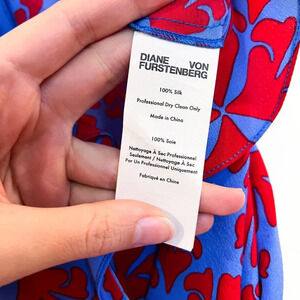 DIANE VON
FURSTENBERG
100% Silk
Professional Dry Clean Only
Made in China
100% Soie
Nettoyage À Sec Professionnel
Seulement / Nettoyage À Sec
Par Un Professionel Uniquement
Fabriqué en Chine